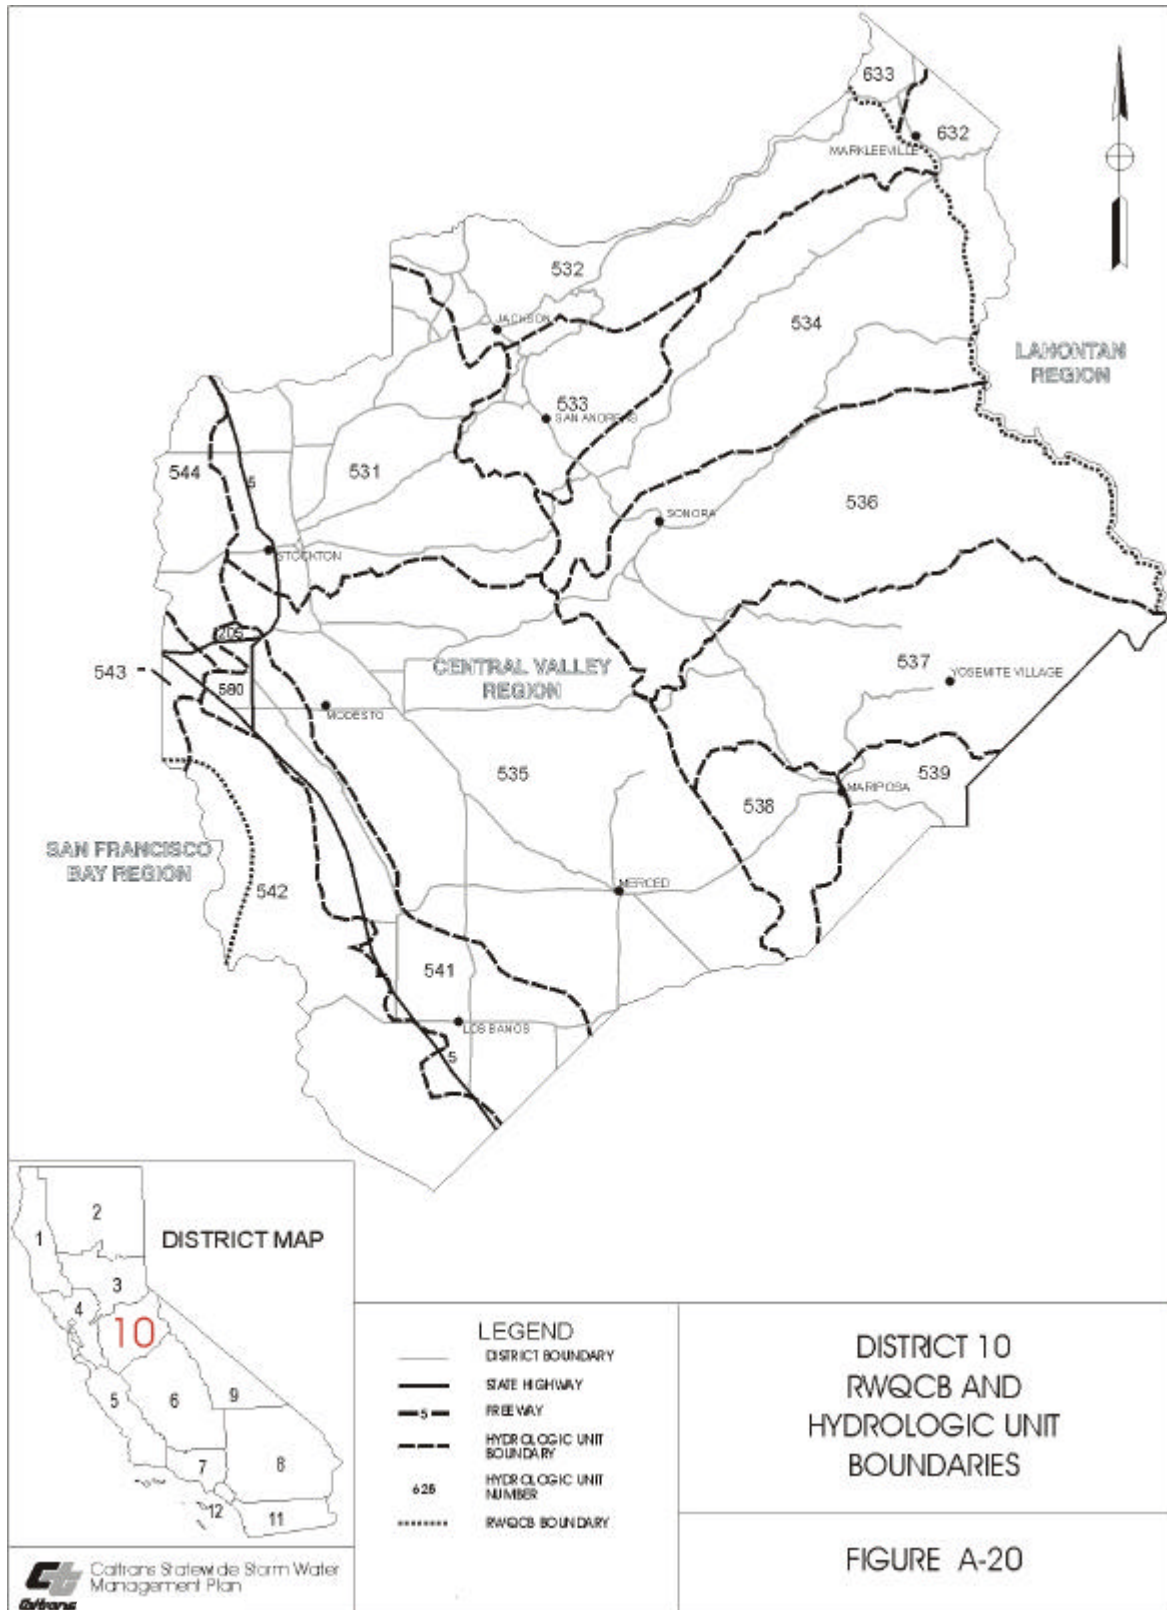 633
632
MARKLEEVILLE
532
JACKSON
534
LAHONTAN
REGION
533
SAN ANDREAS
544
5
531
536
SONORA
STOCKTON
205
543
580
CENTRAL VALLEY
REGION
537
YOSEMITE VILLAGE
MODESTO
535
539
MARIPOSA
538
SAN FRANCISCO
BAY REGION
542
MERCED
541
LOS BANOS
5
DISTRICT MAP
1
2
3
4
10
5
6
9
7
8
12
11
Caltrans Statewide Storm Water
Management Plan
Caltrans
LEGEND
DISTRICT BOUNDARY
STATE HIGHWAY
5
FREEWAY
HYDROLOGIC UNIT
BOUNDARY
628
HYDROLOGIC UNIT
NUMBER
RWQCB BOUNDARY
DISTRICT 10
RWQCB AND
HYDROLOGIC UNIT
BOUNDARIES
FIGURE A-20